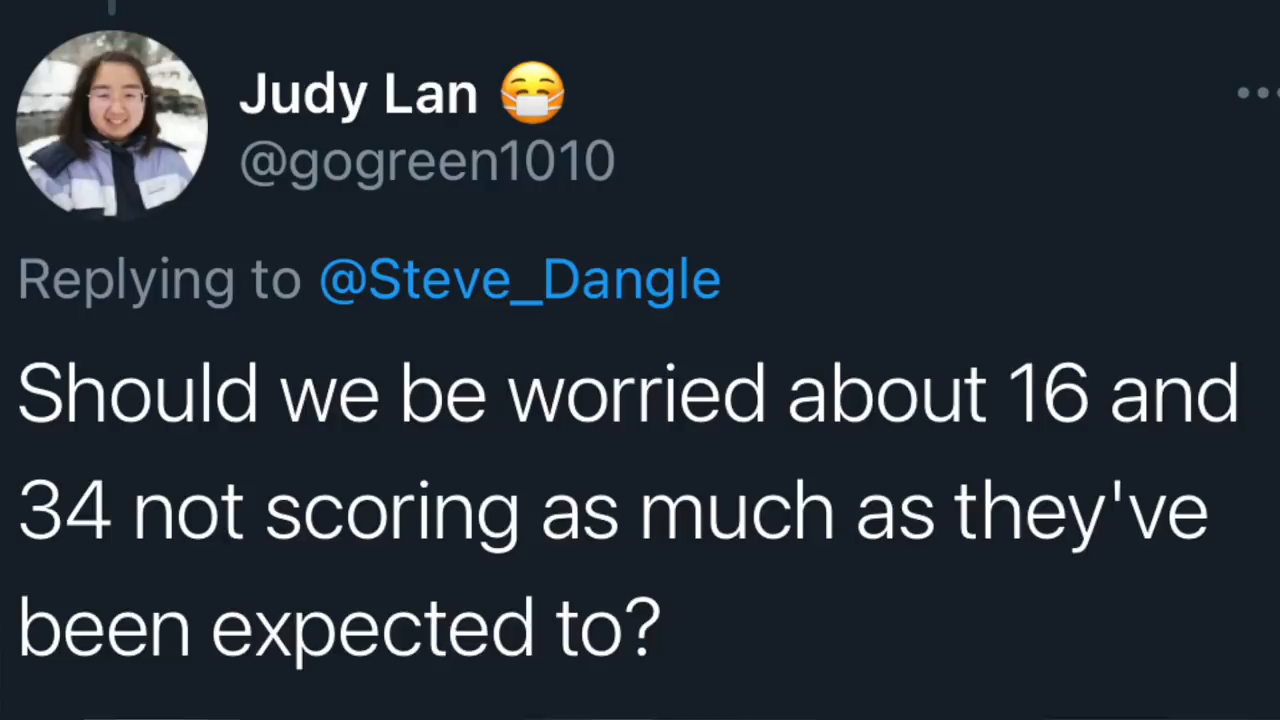 Judy Lan 😷
@gogreen1010
Replying to @Steve_Dangle
Should we be worried about 16 and
34 not scoring as much as they've
been expected to?